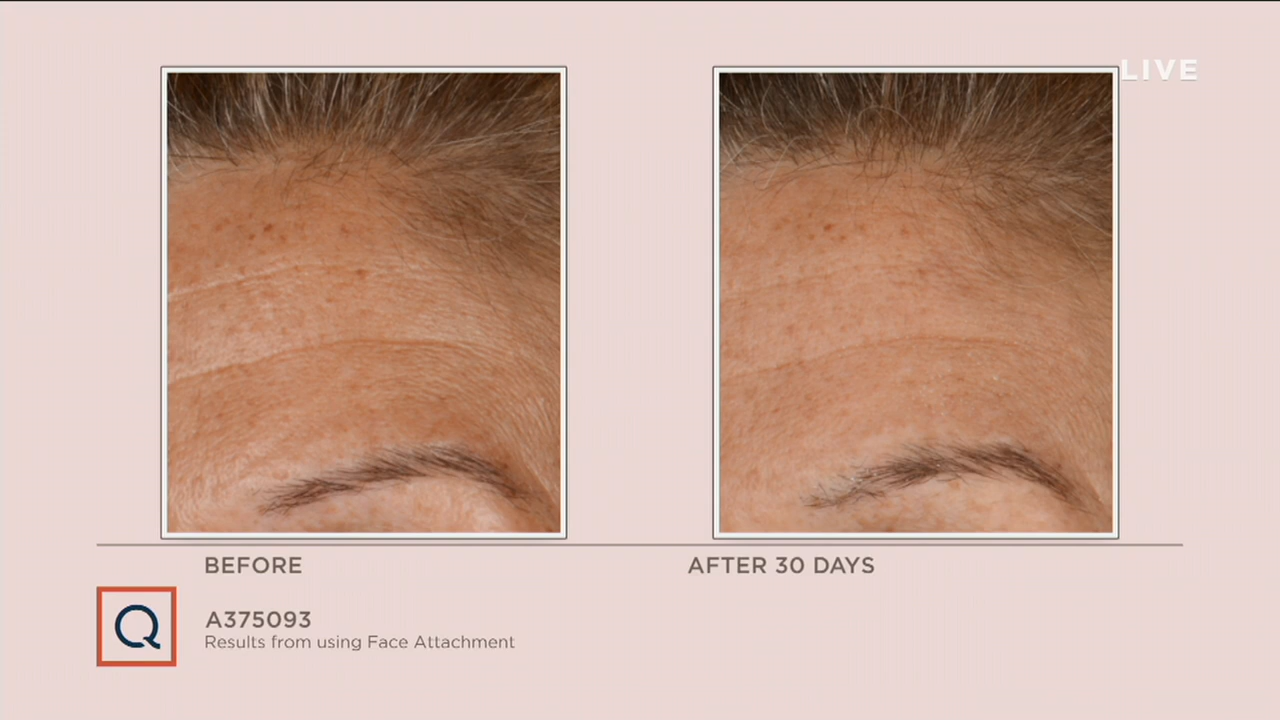 LIVE
BEFORE
AFTER 30 DAYS
Q
A375093
Results from using Face Attachment